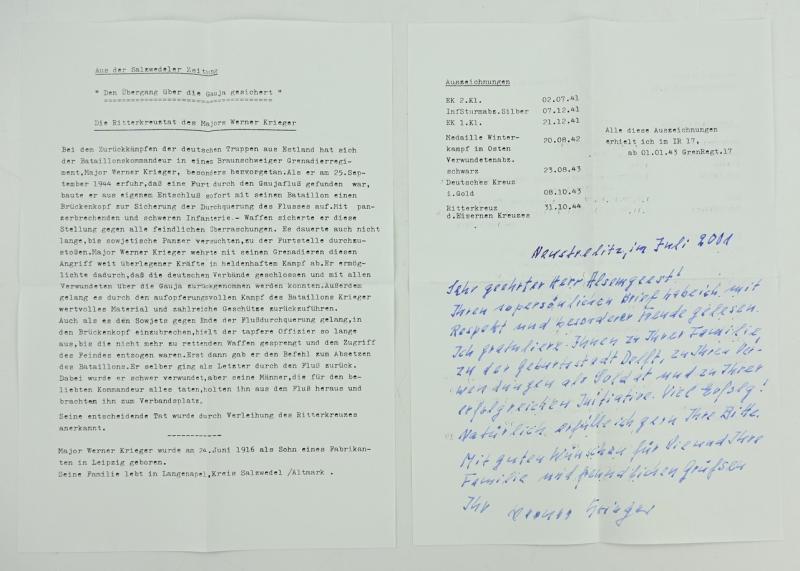 Aus der Salzwedeler Zeitung
" Den Übergang über die Gauja gesichert "
Die Ritterkreuztat des Majors Werner Krieger
Bei den Zurückkämpfen der deutschen Truppen aus Estland hat sich
der Bataillonskommandeur in eines Braunschweiger Grenadierregi-
ment,Major Werner Krieger, besonders hervorgetan.Als er am 25.Sep-
tember 1944 erfuhr,daß eine Furt durch den Gaujafluß gefunden war,
baute er aus eigenem Entschluß sofort mit seinen Bataillon einen
Brückenkopf zur Sicherung der Durchquerung des Flusses auf.Mit pan-
zerbrechenden und schweren Infanterie.- Waffen sicherte er diese
Stellung gegen alle feindlichen Überraschungen. Es dauerte auch nicht
lange,bis sowjetische Panzer versuchten,zu der Furtstelle durchzu-
stoßen.Major Werner Krieger wehrte mit seinen Grenadieren diesen
Angriff weit überlegener Kräfte in heldenhaftem Kampf ab.Er ermög-
lichte dadurch,daß die deutschen Verbände geschlossen und mit allen
Verwundeten über die Gauja zurückgenommen werden konnten.Außerdem
gelang es durch den aufopferungsvollen Kampf des Bataillons Krieger
wertvolles Material und zahlreiche Geschütze zurückzuführen.
Auch als es den Sowjets gegen Ende der Flußdurchquerung gelang,in
den Brückenkopf einzubrechen,hielt der tapfere Offizier so lange
aus,bis die nicht mehr zu rettenden Waffen gesprengt und dem Zugriff
des Feindes entzogen waren.Erst dann gab er den Befehl zum Absetzen
des Bataillons.Er selber ging als Letzter durch den Fluß zurück.
Dabei wurde er schwer verwundet,aber seine Männer,die für den be-
liebten Kommandeur alles taten,holten ihn aus dem Fluß heraus und
brachten ihn zum Verbandsplatz.
Seine entscheidende Tat wurde durch Verleihung des Ritterkreuzes
anerkannt.
Major Werner Krieger wurde am 24.Juni 1916 als Sohn eines Fabrikan-
ten in Leipzig geboren.
Seine Familie lebt in Langenapel,Kreis Salzwedel /Altmark .
Auszeichnungen
EK 2.Kl. 02.07.41
InfSturmabz.Silber 07.12.41
EK 1.Kl. 21.12.41
Medaille Winter-
kampf im Osten 20.08.42
Verwundetenabz.
schwarz 23.08.43
Deutsches Kreuz
i.Gold 08.10.43
Ritterkreuz 31.10.44
d.Eisernen Kreuzes
Alle diese Auszeichnungen
erhielt ich im IR 17,
ab 01.01.43 GrenRegt.17
Neustrelitz, im Juli 2001
Sehr geehrter Herr Alsemgeest!
Ihren so persönlichen Brief habe ich mit
Respekt und besonderer Freude gelesen.
Ich gratuliere Ihnen zu Ihrer Familie,
zu der Geburtsstadt Delft, zu Ihren Ver-
wendungen als Soldat und zu Ihrer
erfolgreichen Initiative. Viel Erfolg!
Natürlich erfülle ich gern Ihre Bitte.
Mit guten Wünschen für Sie und Ihre
Familie und freundlichen Grüßen
Ihr Werner Krieger